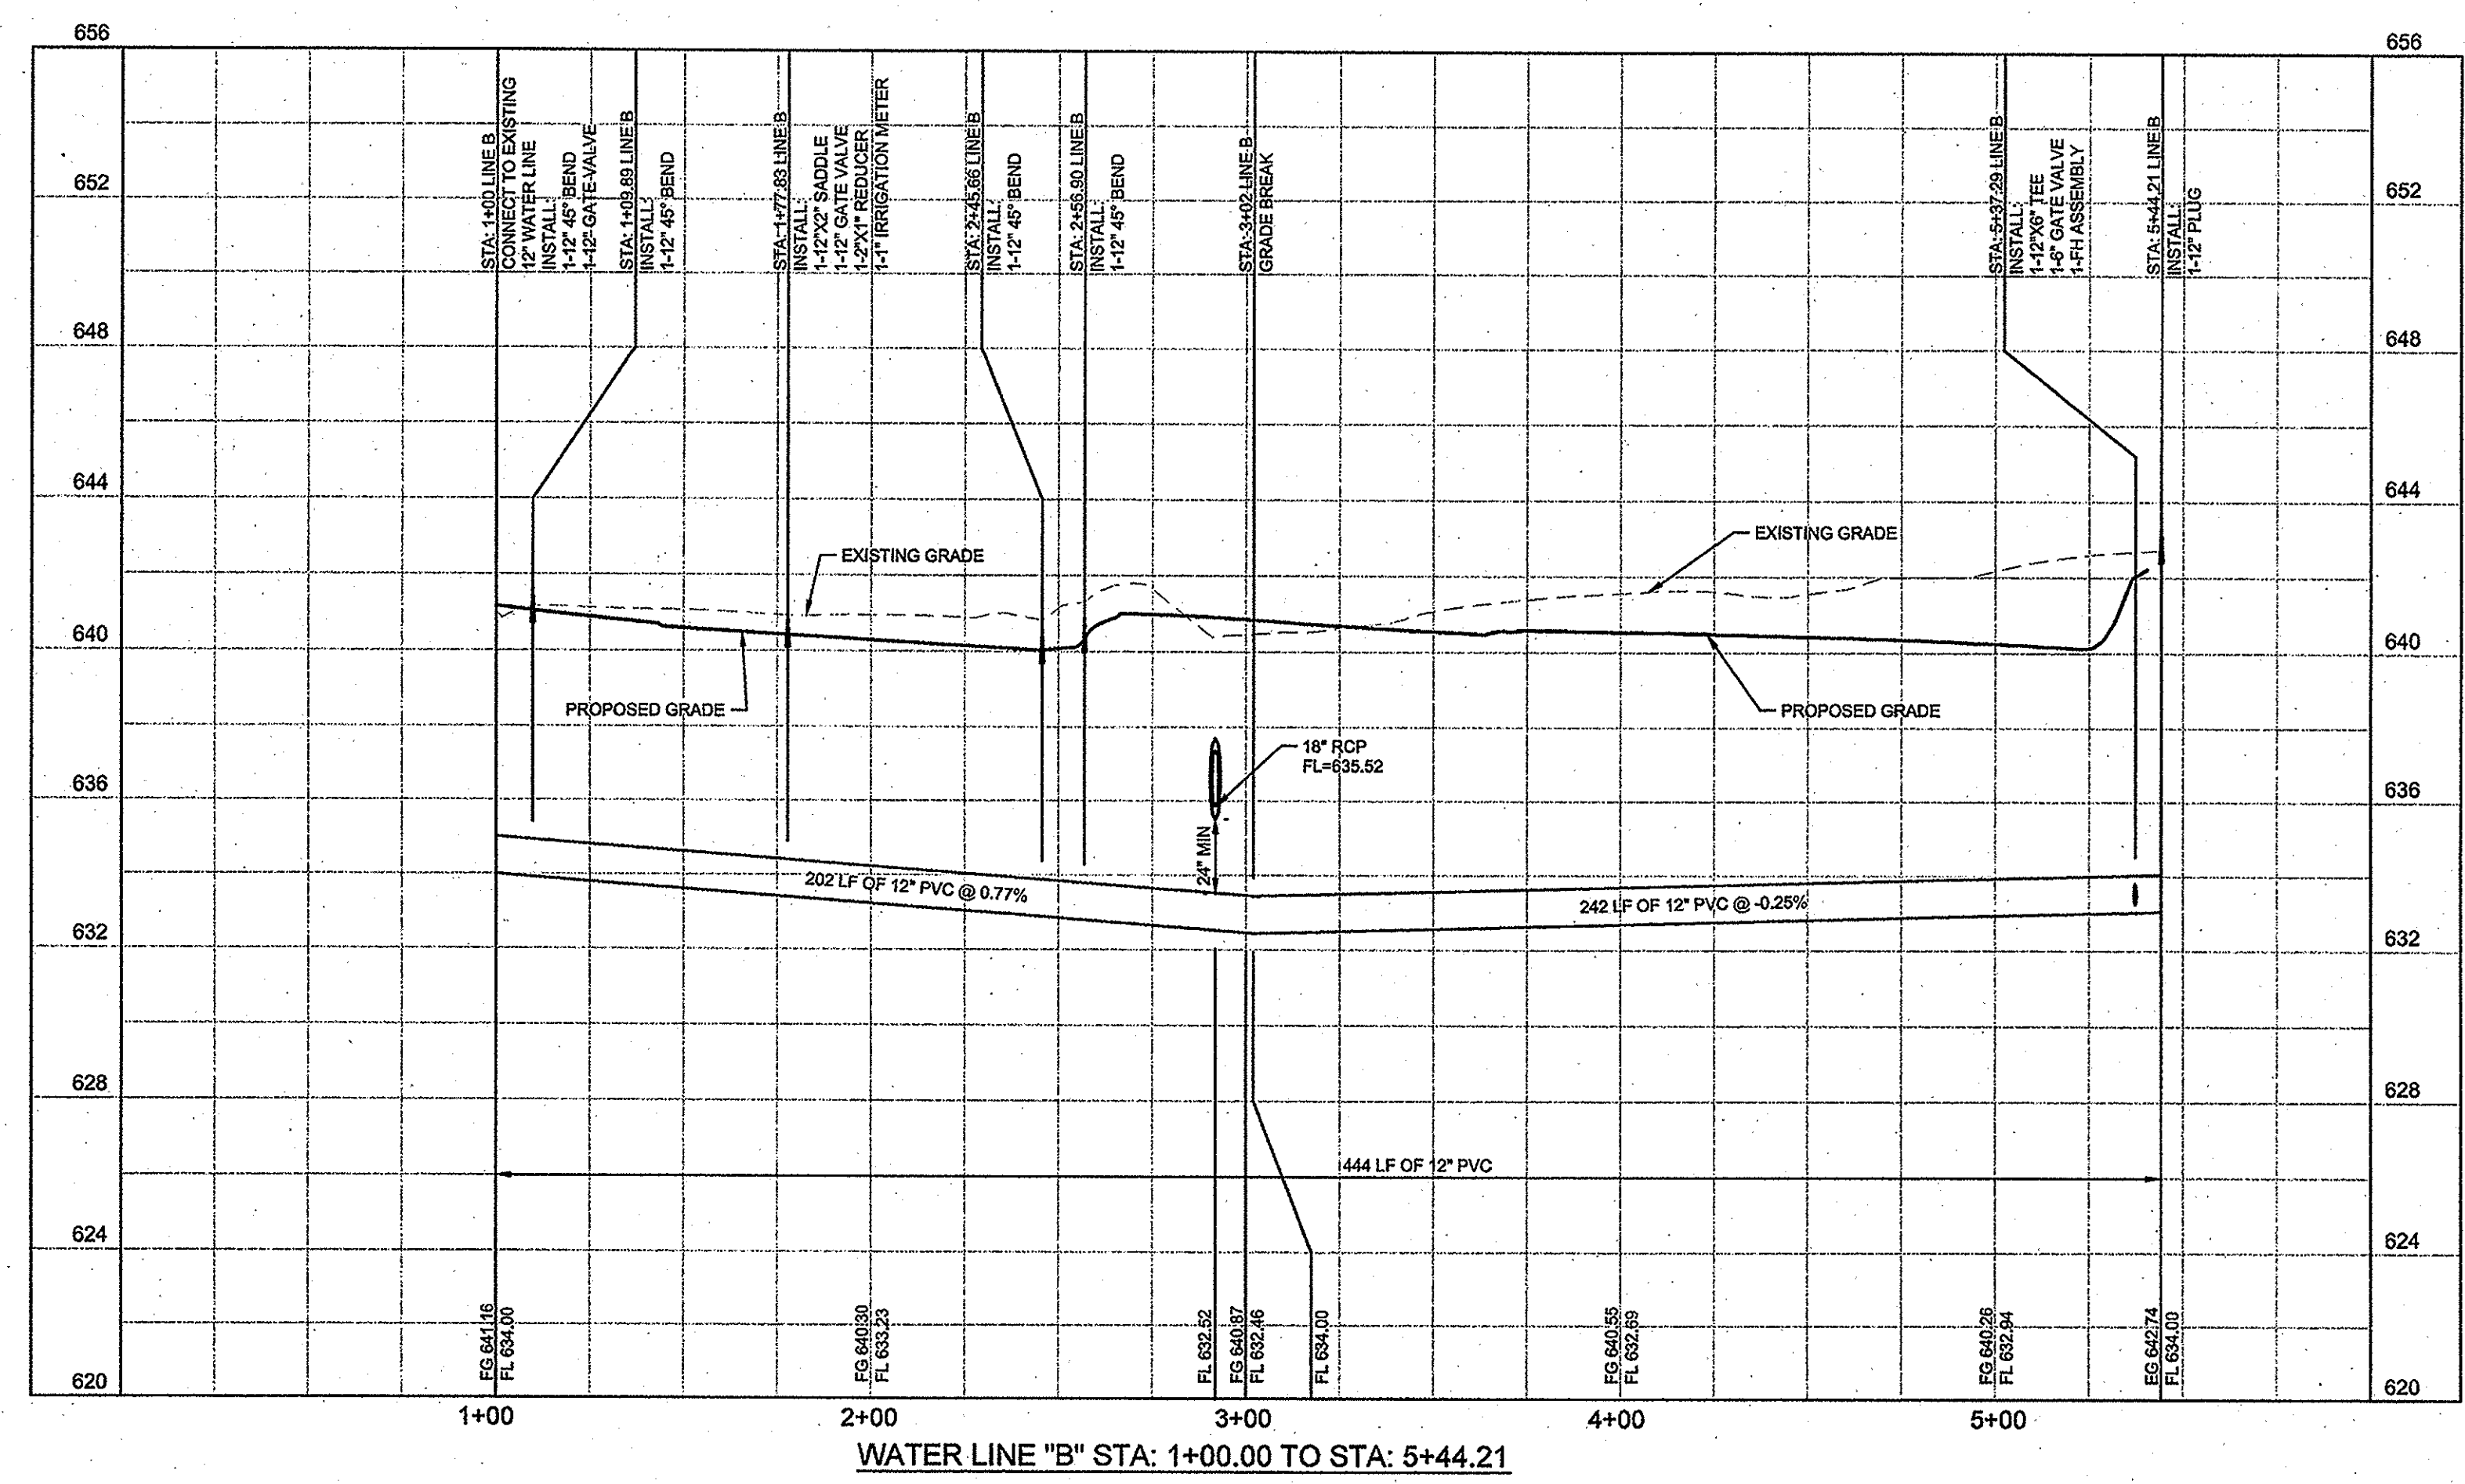 656
656
652
652
648
648
644
644
640
640
636
636
632
632
628
628
624
624
620
620
STA: 1+00 LINE B
CONNECT TO EXISTING
12" WATER LINE
INSTALL:
1-12" 45° BEND
1-12" GATE VALVE
STA: 1+09.89 LINE B
INSTALL:
1-12" 45° BEND
STA: 1+77.83 LINE B
INSTALL:
1-12"X2" SADDLE
1-12" GATE VALVE
1-2"X1" REDUCER
1-1" IRRIGATION METER
STA: 2+45.66 LINE B
INSTALL:
1-12" 45° BEND
STA: 2+56.90 LINE B
INSTALL:
1-12" 45° BEND
STA: 3+02 LINE B
GRADE BREAK
STA: 5+37.29 LINE B
INSTALL:
1-12"X6" TEE
1-6" GATE VALVE
1-FH ASSEMBLY
STA: 5+44.21 LINE B
INSTALL:
1-12" PLUG
EXISTING GRADE
EXISTING GRADE
PROPOSED GRADE
PROPOSED GRADE
18" RCP
FL=635.52
24" MIN
202 LF OF 12" PVC @ 0.77%
242 LF OF 12" PVC @ -0.25%
444 LF OF 12" PVC
FG 641.16
FL 634.00
FG 640.30
FL 633.23
FL 632.52
FG 640.87
FL 632.46
FL 634.00
FG 640.55
FL 632.69
FG 640.26
FL 632.94
EG 642.74
FL 634.00
1+00
2+00
3+00
4+00
5+00
WATER LINE "B" STA: 1+00.00 TO STA: 5+44.21